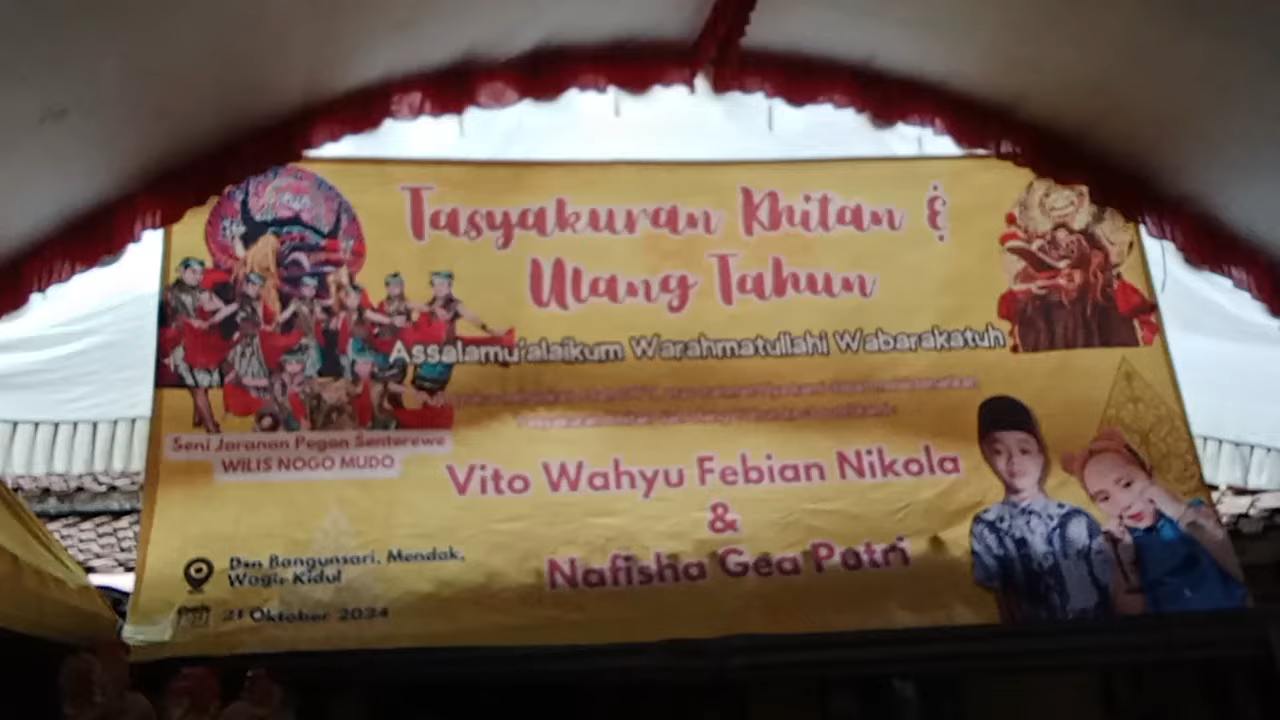 Tasyakuran Khitan &
Ulang Tahun
Assalamu'alaikum Warahmatullahi Wabarakatuh
Seni Jaranan Pegon Senterewe
WILIS NOGO MUDO
Vito Wahyu Febian Nikola
&
Nafisha Gea Patri
Dsn Bangunsari, Mendak,
Wagir Kidul
21 Oktober 2024